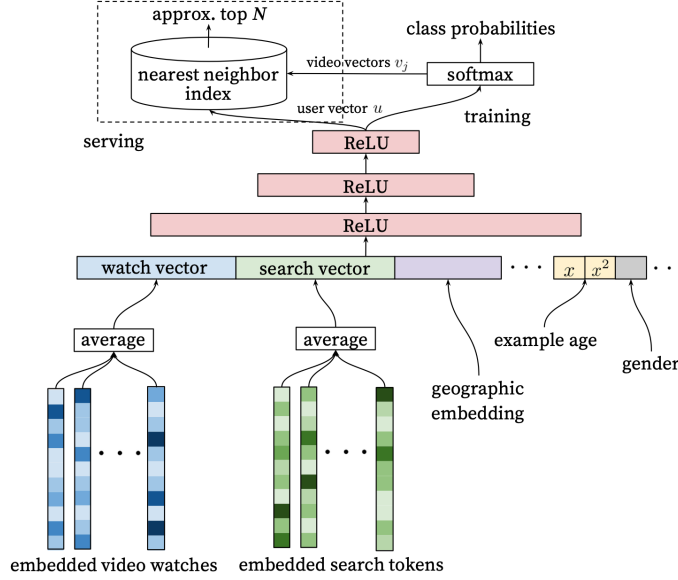 approx. top N
class probabilities
nearest neighbor
index
video vectors v_j
softmax
user vector u
training
serving
ReLU
ReLU
ReLU
watch vector
search vector
. . .
x
x²
. .
average
average
example age
gender
geographic
embedding
. . .
. . .
embedded video watches
embedded search tokens